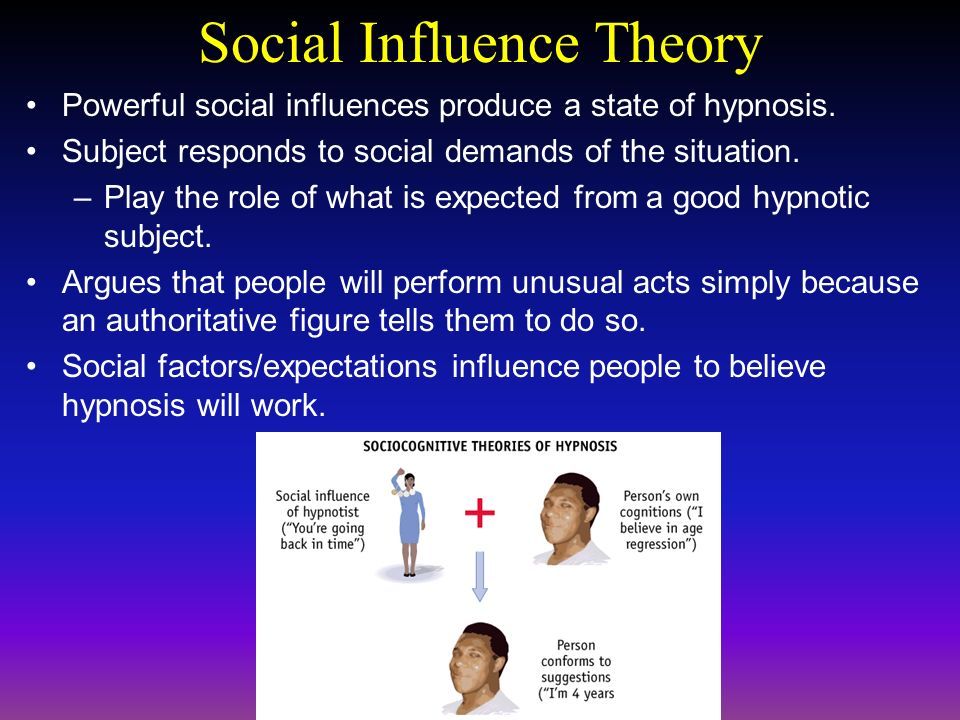 Social Influence Theory
• Powerful social influences produce a state of hypnosis.
• Subject responds to social demands of the situation.
– Play the role of what is expected from a good hypnotic
subject.
• Argues that people will perform unusual acts simply because
an authoritative figure tells them to do so.
• Social factors/expectations influence people to believe
hypnosis will work.
SOCIOCOGNITIVE THEORIES OF HYPNOSIS
Social influence
of hypnotist
("You're going
back in time")
+
Person's own
cognitions ("I
believe in age
regression")
Person
conforms to
suggestions
("I'm 4 years